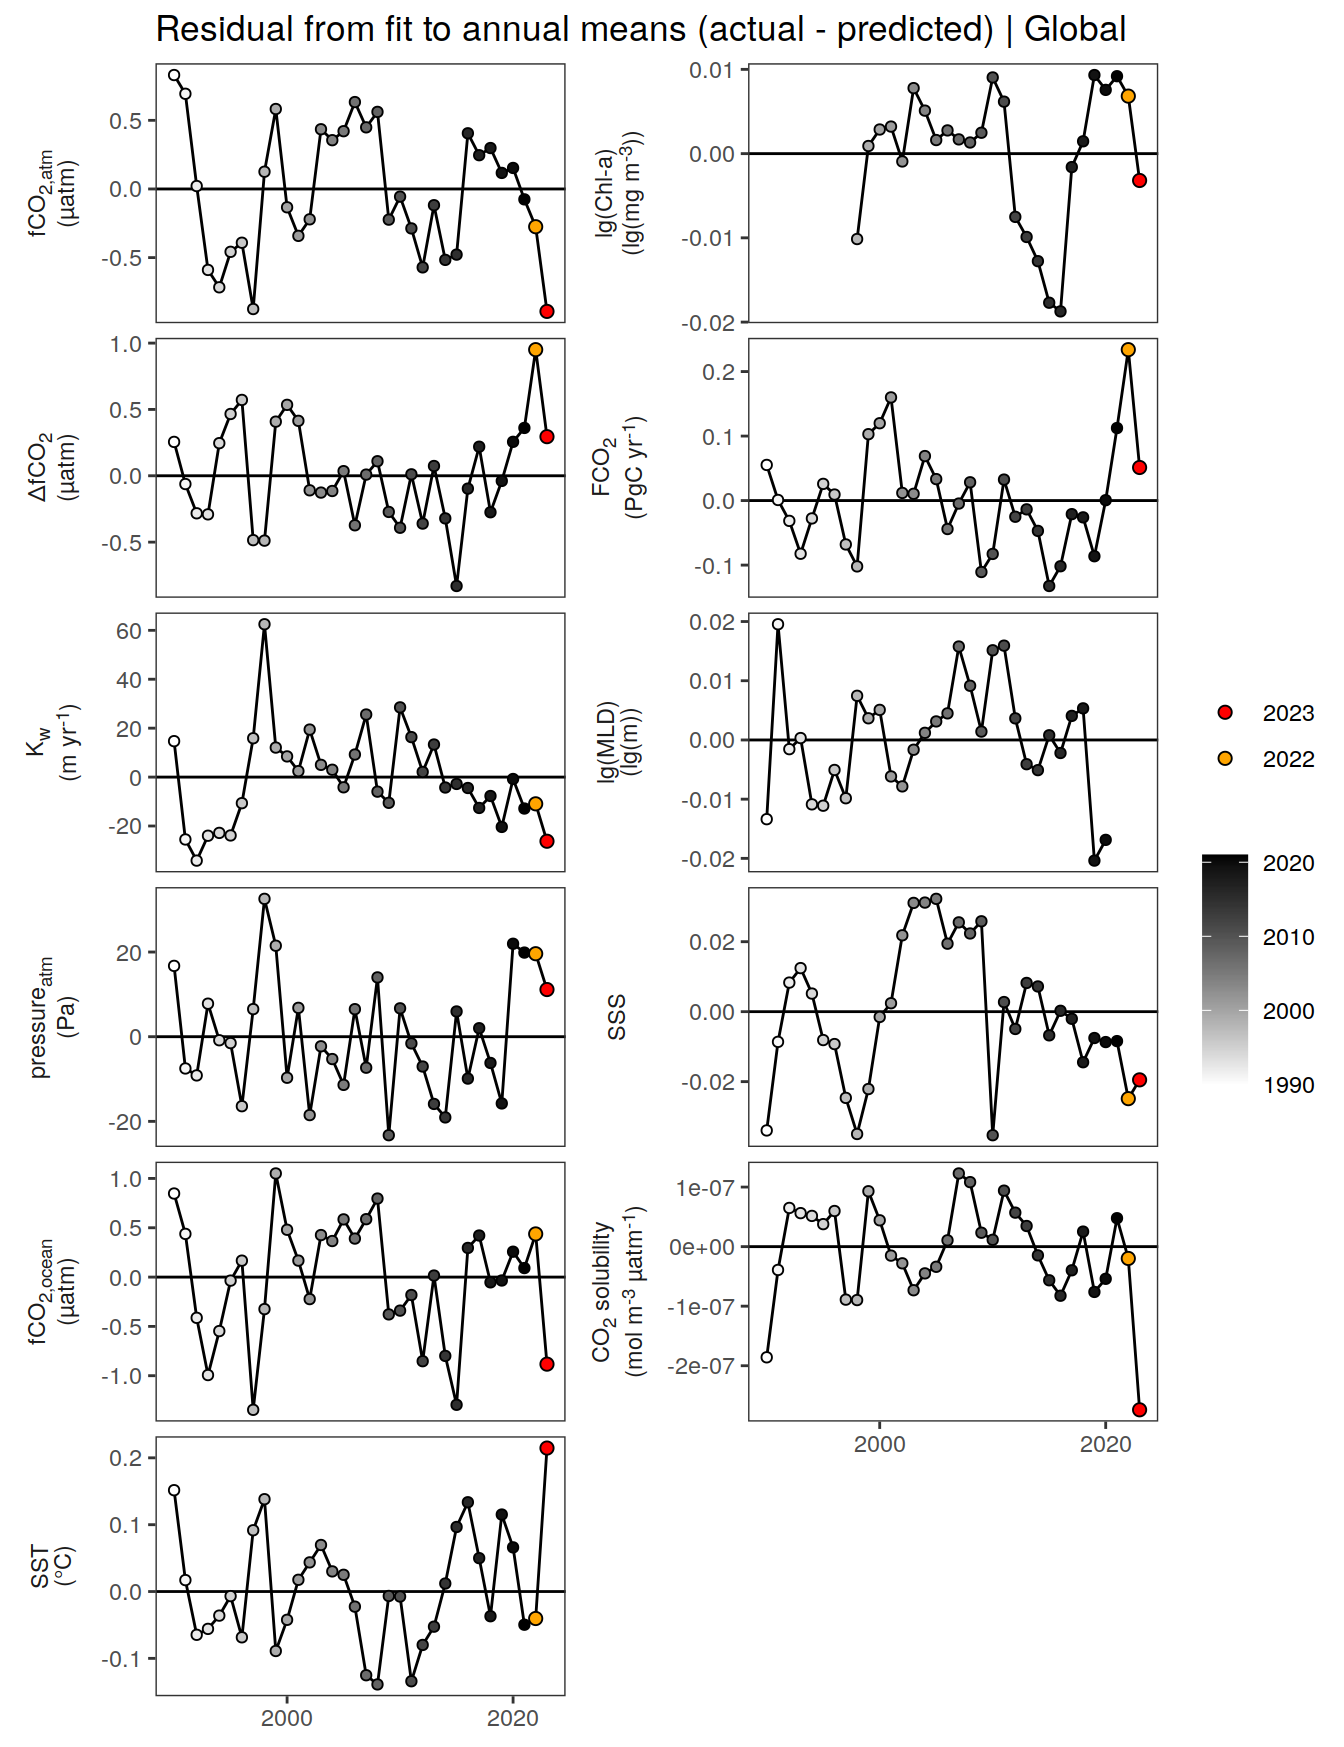 Residual from fit to annual means (actual - predicted) | Global
fCO2,atm
(µatm)
0.5
0.0
-0.5
lg(Chl-a)
(lg(mg m-3))
0.01
0.00
-0.01
-0.02
ΔfCO2
(µatm)
1.0
0.5
0.0
-0.5
FCO2
(PgC yr-1)
0.2
0.1
0.0
-0.1
Kw
(m yr-1)
60
40
20
0
-20
lg(MLD)
(lg(m))
0.02
0.01
0.00
-0.01
-0.02
pressureatm
(Pa)
20
0
-20
SSS
0.02
0.00
-0.02
fCO2,ocean
(µatm)
1.0
0.5
0.0
-0.5
-1.0
CO2 solubility
(mol m-3 µatm-1)
1e-07
0e+00
-1e-07
-2e-07
2000
2020
SST
(°C)
0.2
0.1
0.0
-0.1
2000
2020
2023
2022
2020
2010
2000
1990